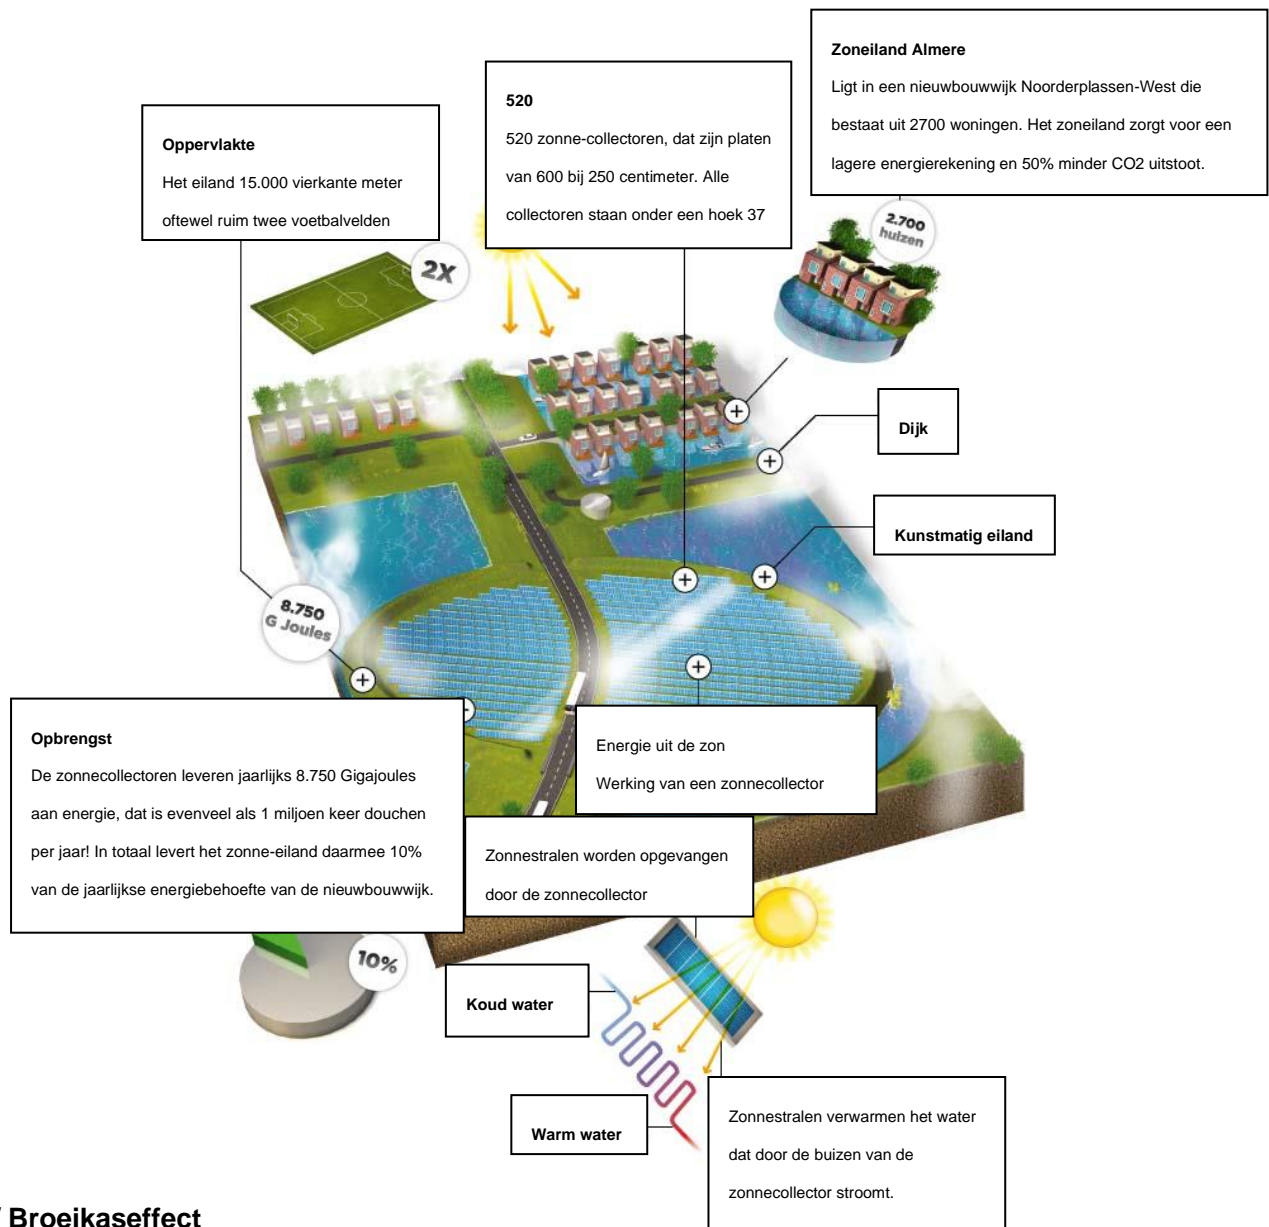 Zoneiland Almere
Ligt in een nieuwbouwwijk Noorderplassen-West die
bestaat uit 2700 woningen. Het zoneiland zorgt voor een
lagere energierekening en 50% minder CO2 uitstoot.
520
520 zonne-collectoren, dat zijn platen
van 600 bij 250 centimeter. Alle
collectoren staan onder een hoek 37
Oppervlakte
Het eiland 15.000 vierkante meter
oftewel ruim twee voetbalvelden
2.700
huizen
2X
Dijk
Kunstmatig eiland
8.750
G Joules
Opbrengst
De zonnecollectoren leveren jaarlijks 8.750 Gigajoules
aan energie, dat is evenveel als 1 miljoen keer douchen
per jaar! In totaal levert het zonne-eiland daarmee 10%
van de jaarlijkse energiebehoefte van de nieuwbouwwijk.
Energie uit de zon
Werking van een zonnecollector
Zonnestralen worden opgevangen
door de zonnecollector
10%
Koud water
Warm water
Zonnestralen verwarmen het water
dat door de buizen van de
zonnecollector stroomt.
Broeikaseffect